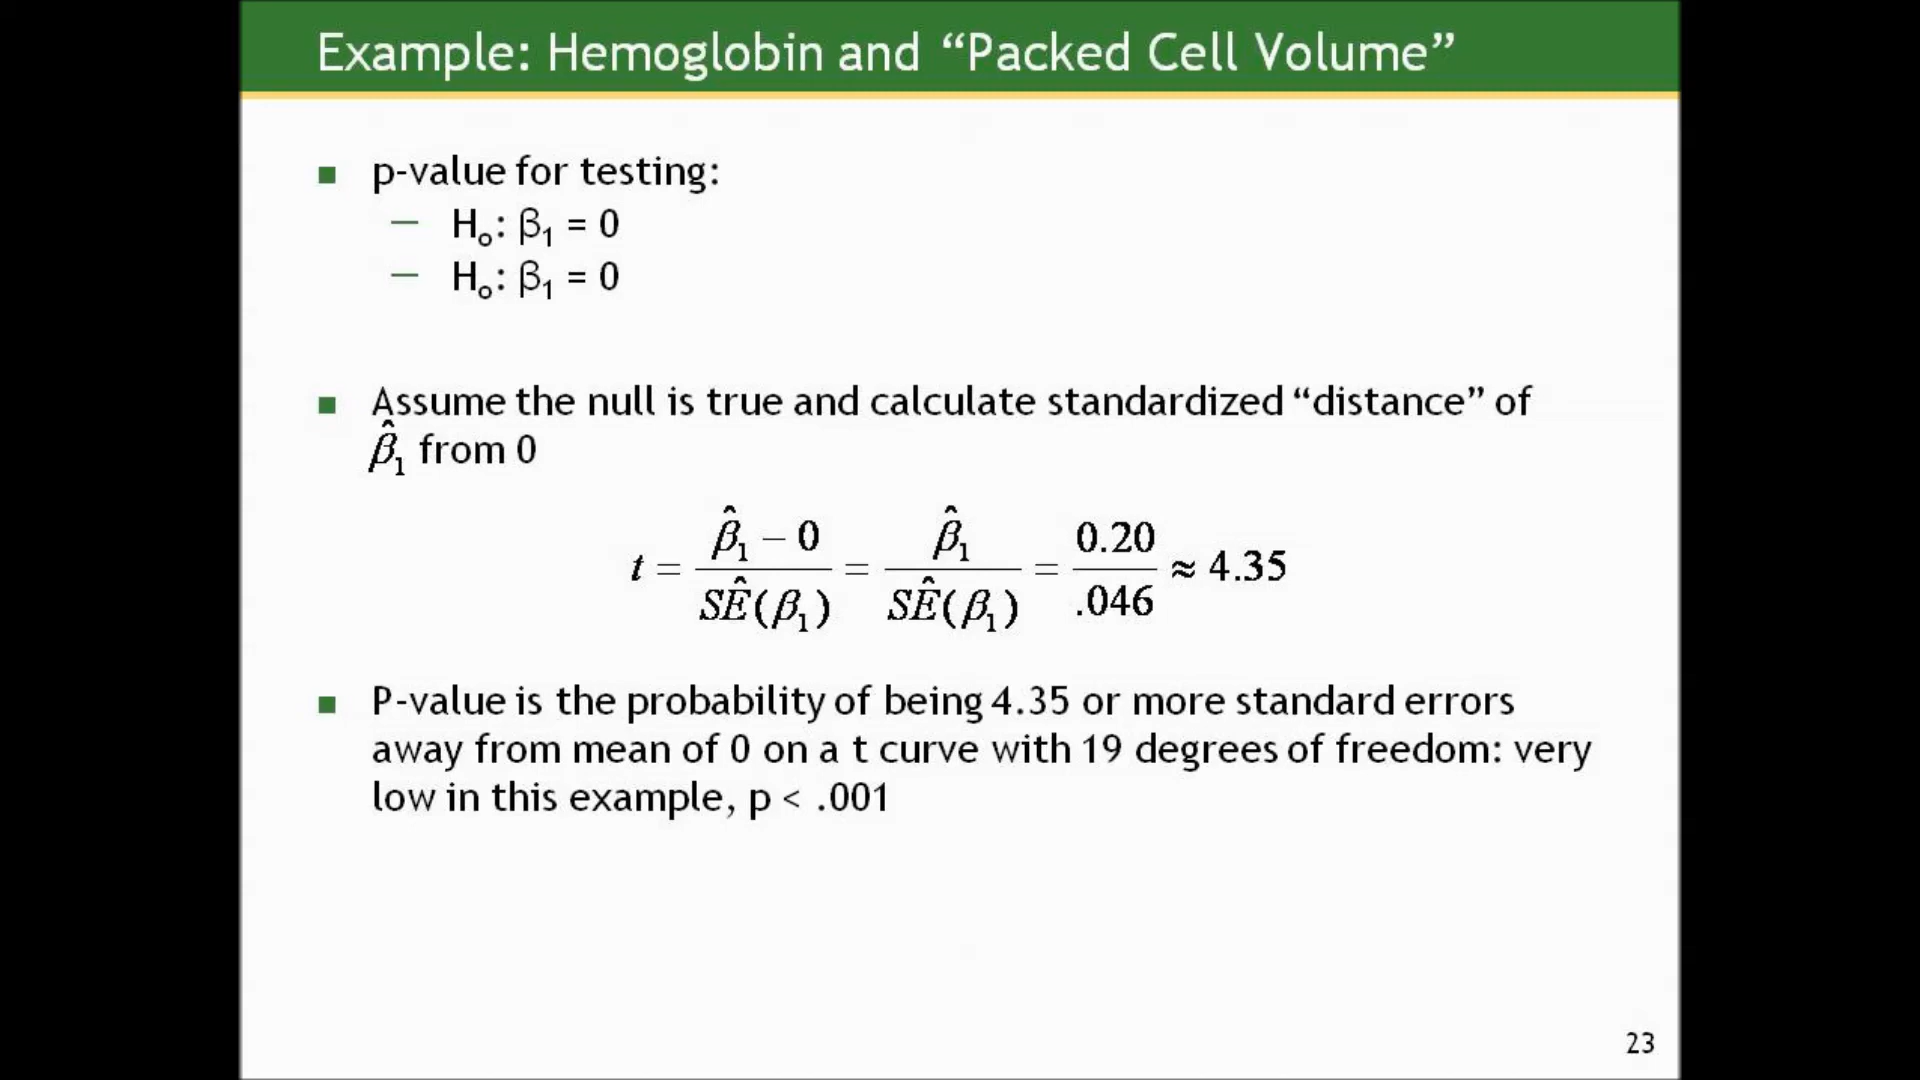 Example: Hemoglobin and “Packed Cell Volume”
■ p-value for testing:
— Hₒ: β₁ = 0
— Hₒ: β₁ = 0
■ Assume the null is true and calculate standardized “distance” of
β̂₁ from 0
t = (β̂₁ − 0) / (SÊ(β₁)) = β̂₁ / (SÊ(β₁)) = 0.20 / .046 ≈ 4.35
■ P-value is the probability of being 4.35 or more standard errors
away from mean of 0 on a t curve with 19 degrees of freedom: very
low in this example, p < .001
23